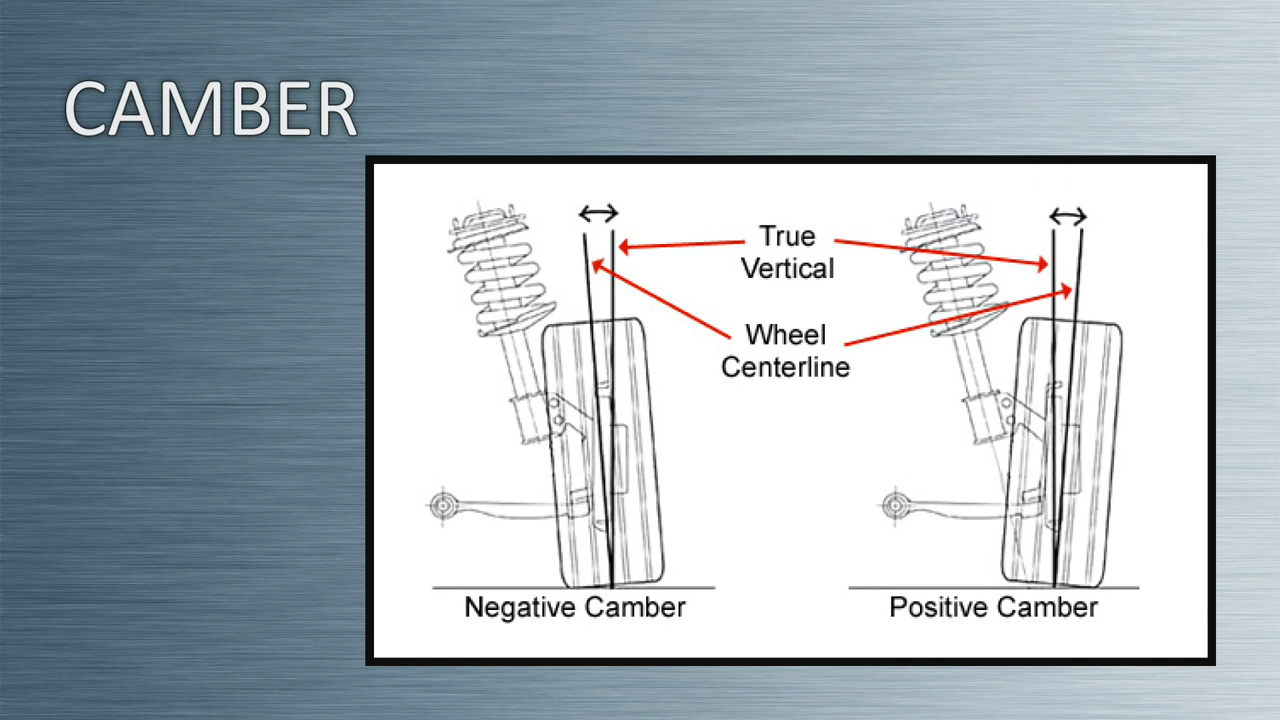 CAMBER
True
Vertical
Wheel
Centerline
Negative Camber
Positive Camber